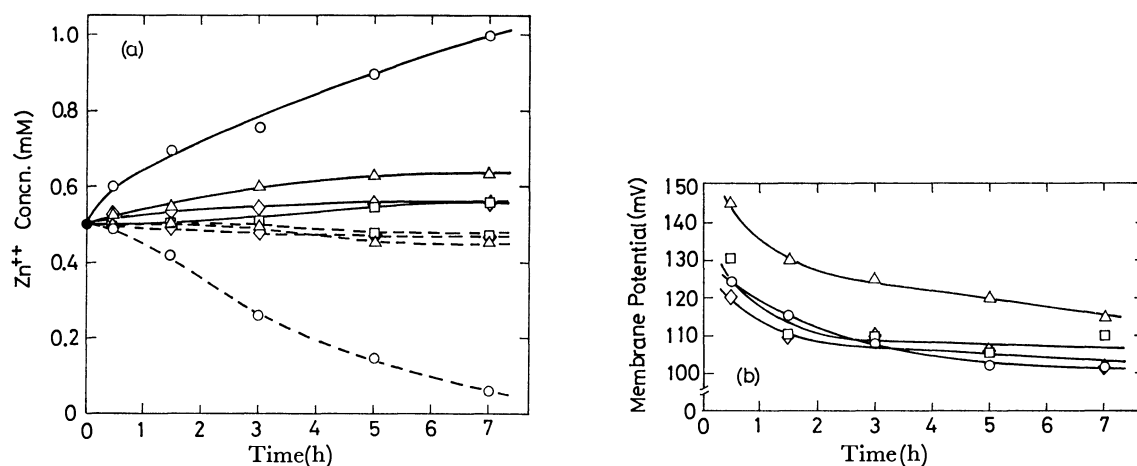 (a)
Zn++ Concn. (mM)
1.0
0.8
0.6
0.4
0.2
0
0 1 2 3 4 5 6 7
Time(h)
Membrane Potential(mV)
150
140
130
120
110
100
0
(b)
0 1 2 3 4 5 6 7
Time(h)